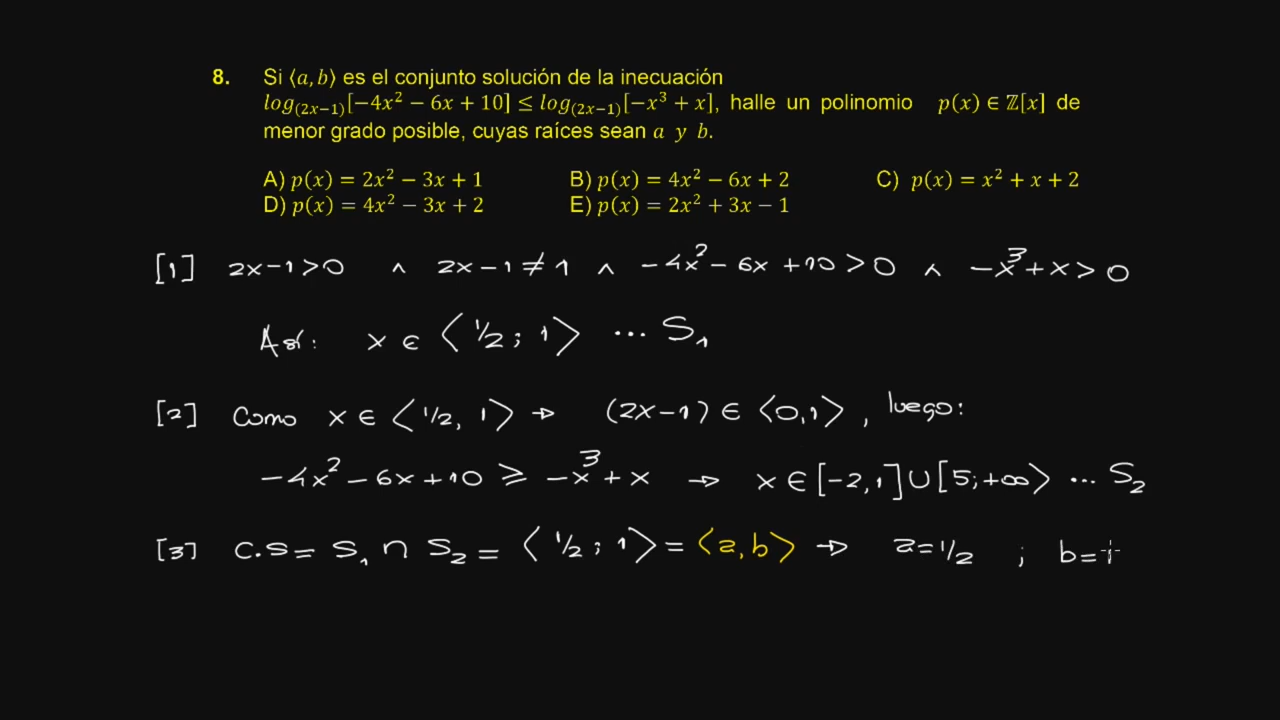 8. Si ⟨a, b⟩ es el conjunto solución de la inecuación
log₍₂ₓ₋₁₎[−4x² − 6x + 10] ≤ log₍₂ₓ₋₁₎[−x³ + x], halle un polinomio p(x) ∈ ℤ[x] de
menor grado posible, cuyas raíces sean a y b.
A) p(x) = 2x² − 3x + 1 B) p(x) = 4x² − 6x + 2 C) p(x) = x² + x + 2
D) p(x) = 4x² − 3x + 2 E) p(x) = 2x² + 3x − 1
[1] 2x−1>0 ∧ 2x−1≠1 ∧ −4x²−6x+10>0 ∧ −x³+x>0
Así: x ∈ ⟨1/2; 1⟩ ... S₁
[2] Como x ∈ ⟨1/2, 1⟩ → (2x−1) ∈ ⟨0,1⟩, luego:
−4x²−6x+10 ≥ −x³+x → x ∈ [−2,1] ∪ [5;+∞⟩ ... S₂
[3] C.S = S₁ ∩ S₂ = ⟨1/2; 1⟩ = ⟨a,b⟩ → a=1/2 ; b=1